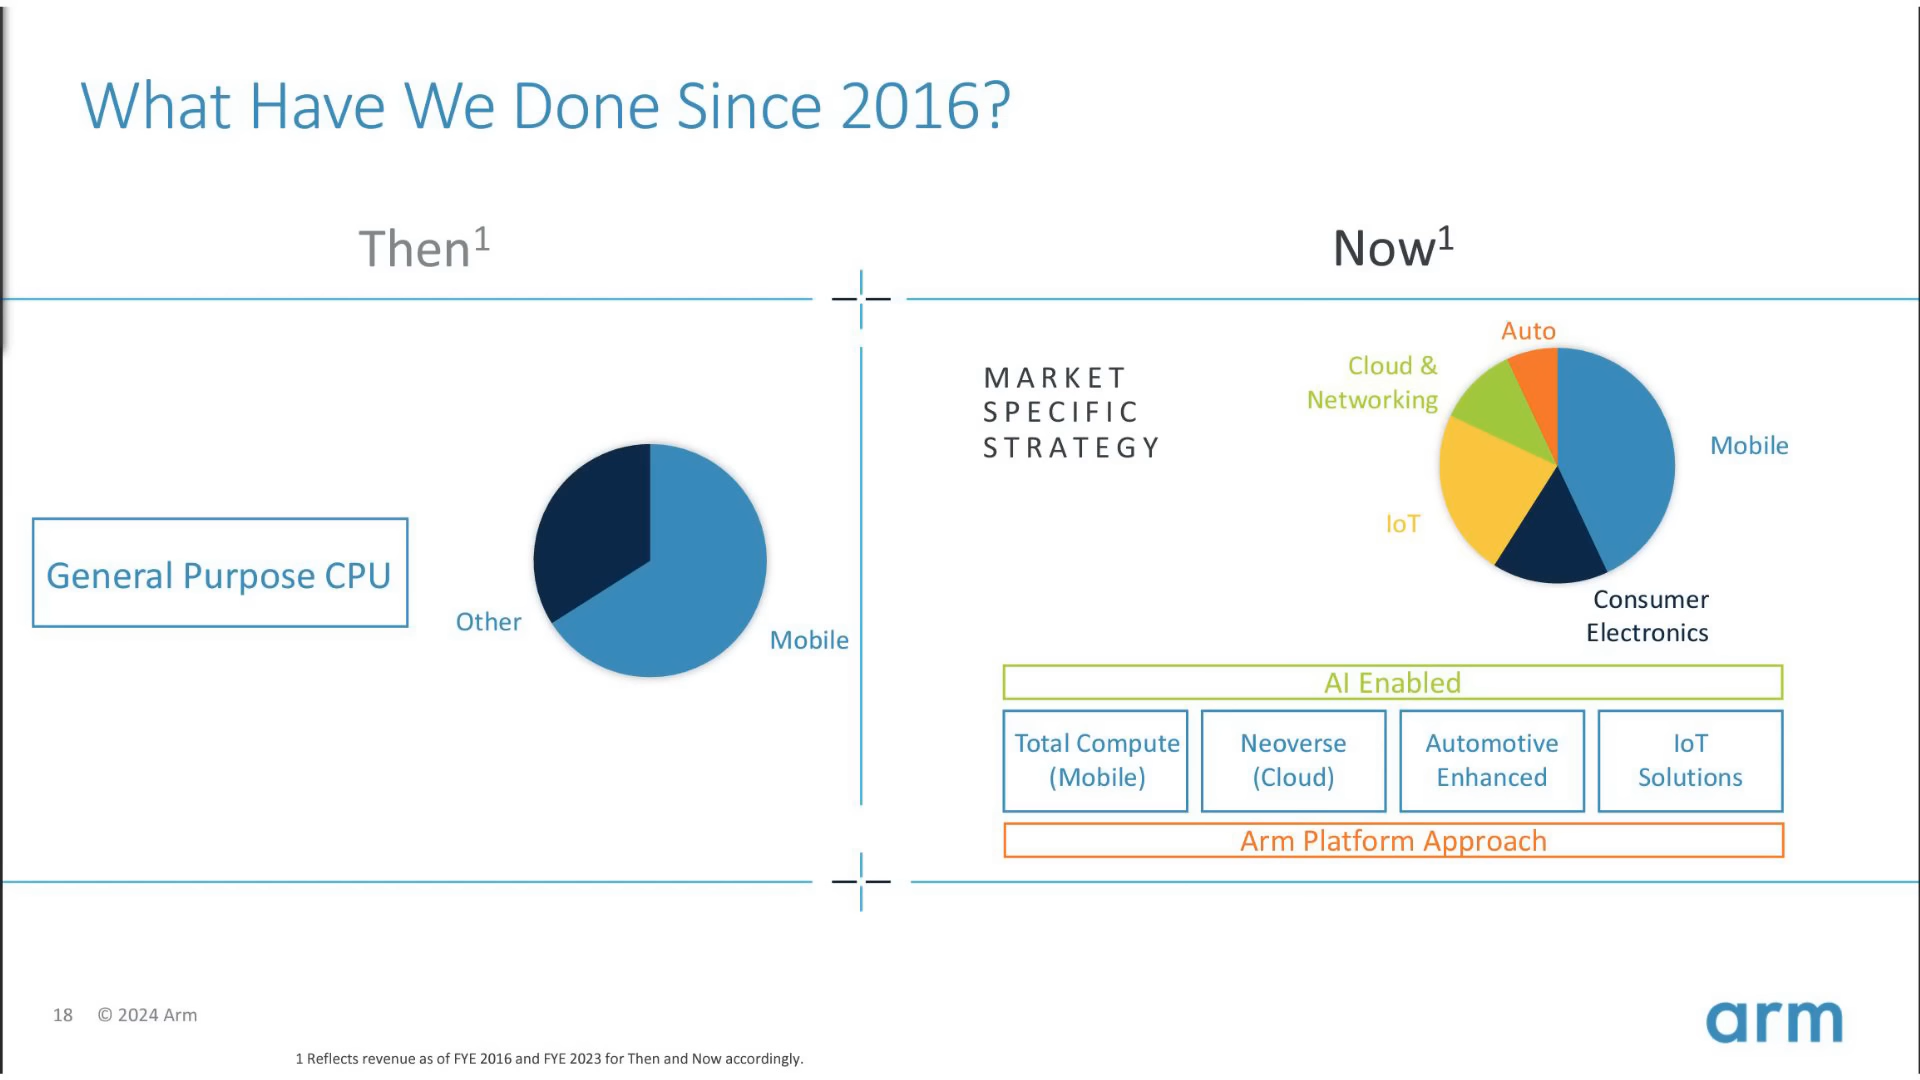 What Have We Done Since 2016?
Then1
Now1
General Purpose CPU
Other
Mobile
MARKET
SPECIFIC
STRATEGY
Auto
Cloud &
Networking
Mobile
IoT
Consumer
Electronics
AI Enabled
Total Compute
(Mobile)
Neoverse
(Cloud)
Automotive
Enhanced
IoT
Solutions
Arm Platform Approach
18 © 2024 Arm
arm
1 Reflects revenue as of FYE 2016 and FYE 2023 for Then and Now accordingly.